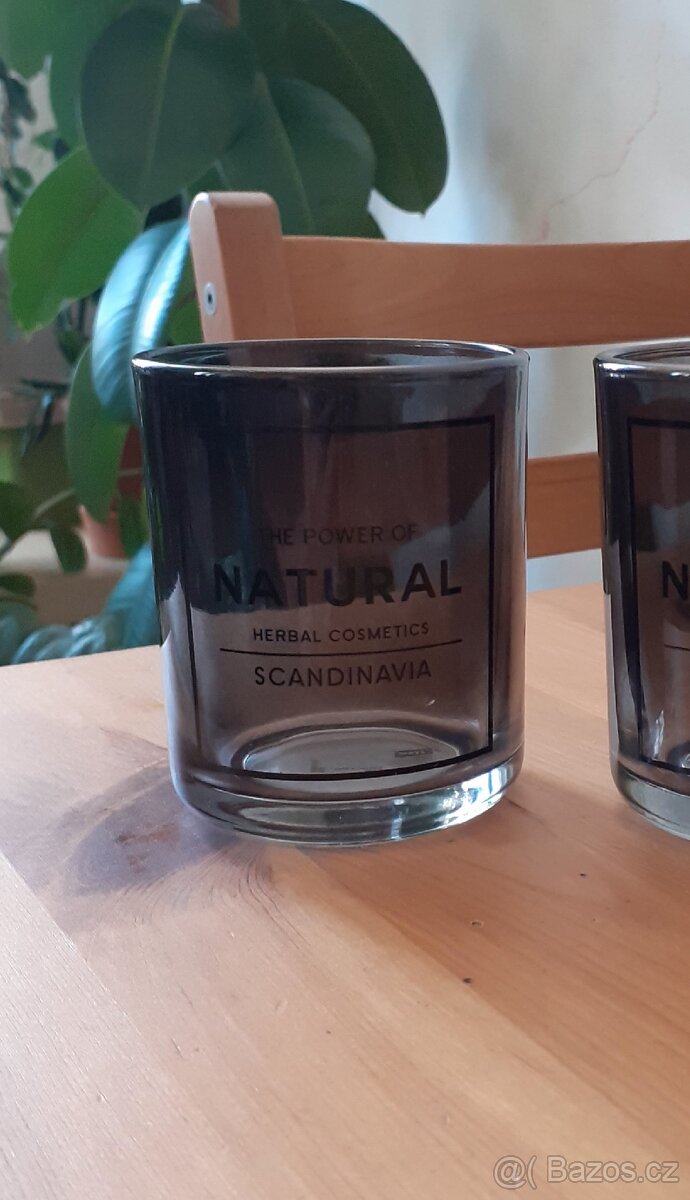 THE POWER OF
NATURAL
HERBAL COSMETICS
SCANDINAVIA
N
@( Bazos.cz